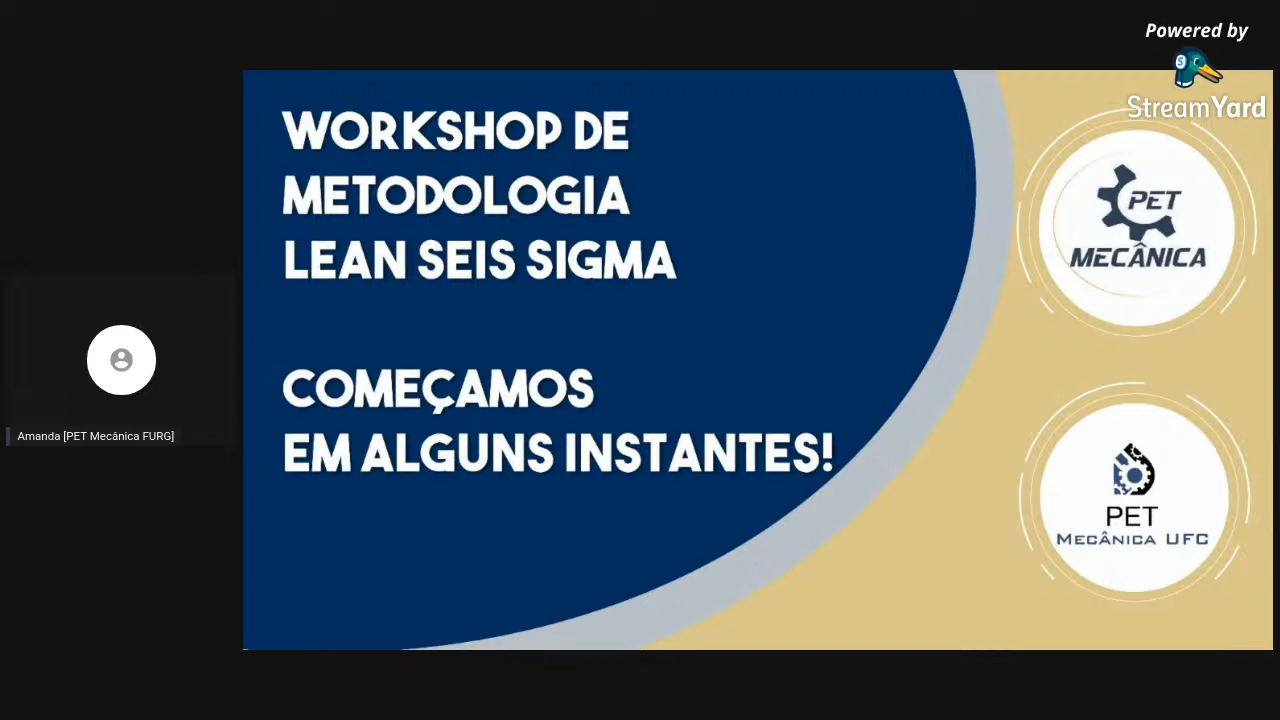 Powered by
StreamYard
WORKSHOP DE
METODOLOGIA
LEAN SEIS SIGMA
COMEÇAMOS
EM ALGUNS INSTANTES!
PET
MECÂNICA
PET
MECÂNICA UFC
Amanda [PET Mecânica FURG]